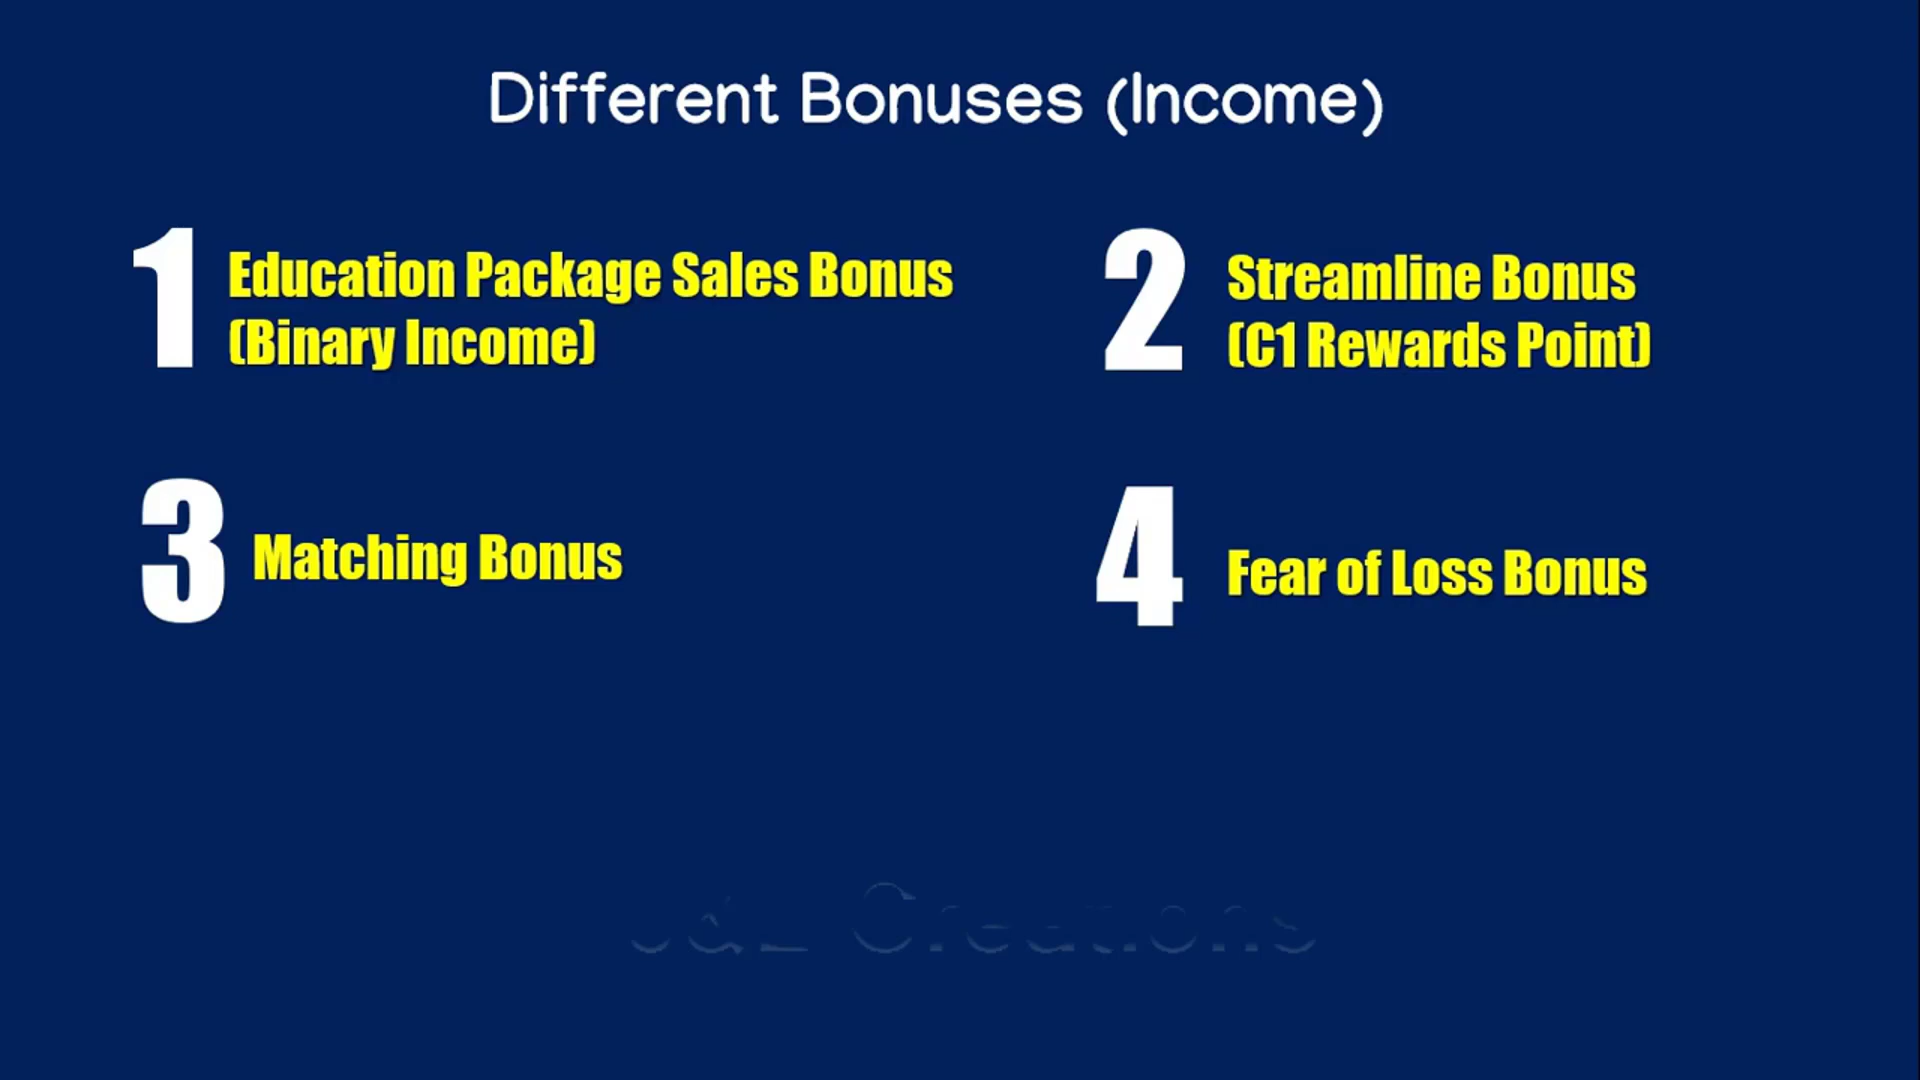 Different Bonuses (Income)
1 Education Package Sales Bonus
(Binary Income)
2 Streamline Bonus
(C1 Rewards Point)
3 Matching Bonus
4 Fear of Loss Bonus
Creations